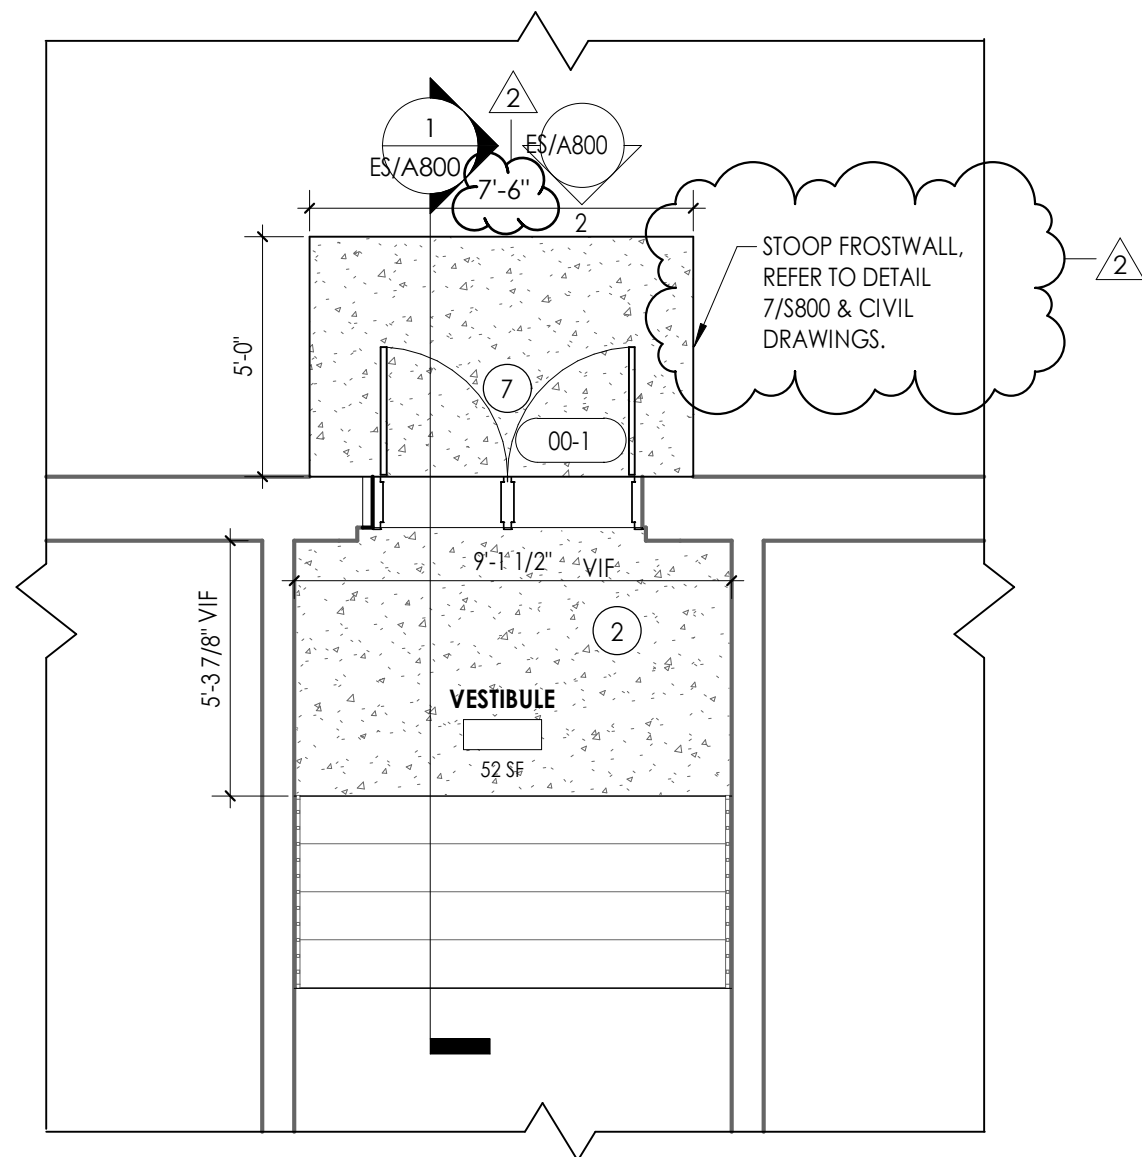 2
1
ES/A800
ES/A800
7'-6"
2
STOOP FROSTWALL,
REFER TO DETAIL
7/S800 & CIVIL
DRAWINGS.
2
5'-0"
7
00-1
9'-1 1/2" VIF
2
5'-3 7/8" VIF
VESTIBULE
52 SF